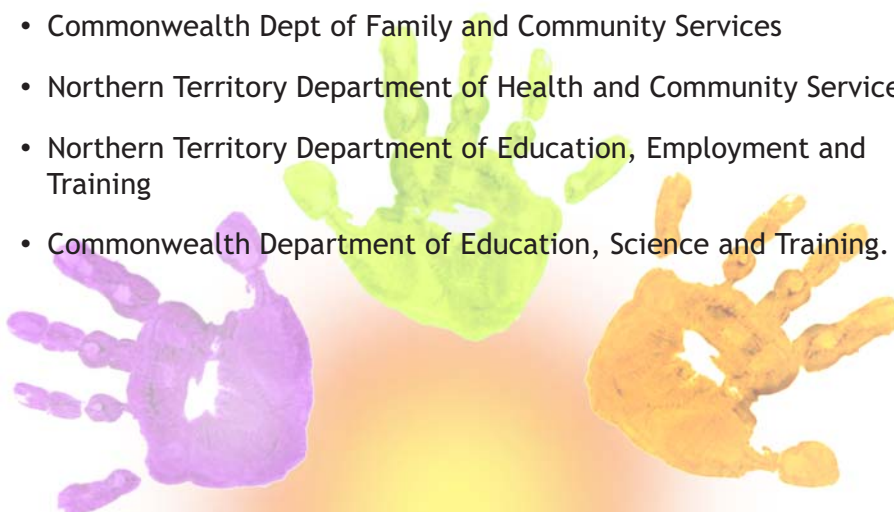 • Commonwealth Dept of Family and Community Services
• Northern Territory Department of Health and Community Service
• Northern Territory Department of Education, Employment and
Training
• Commonwealth Department of Education, Science and Training.